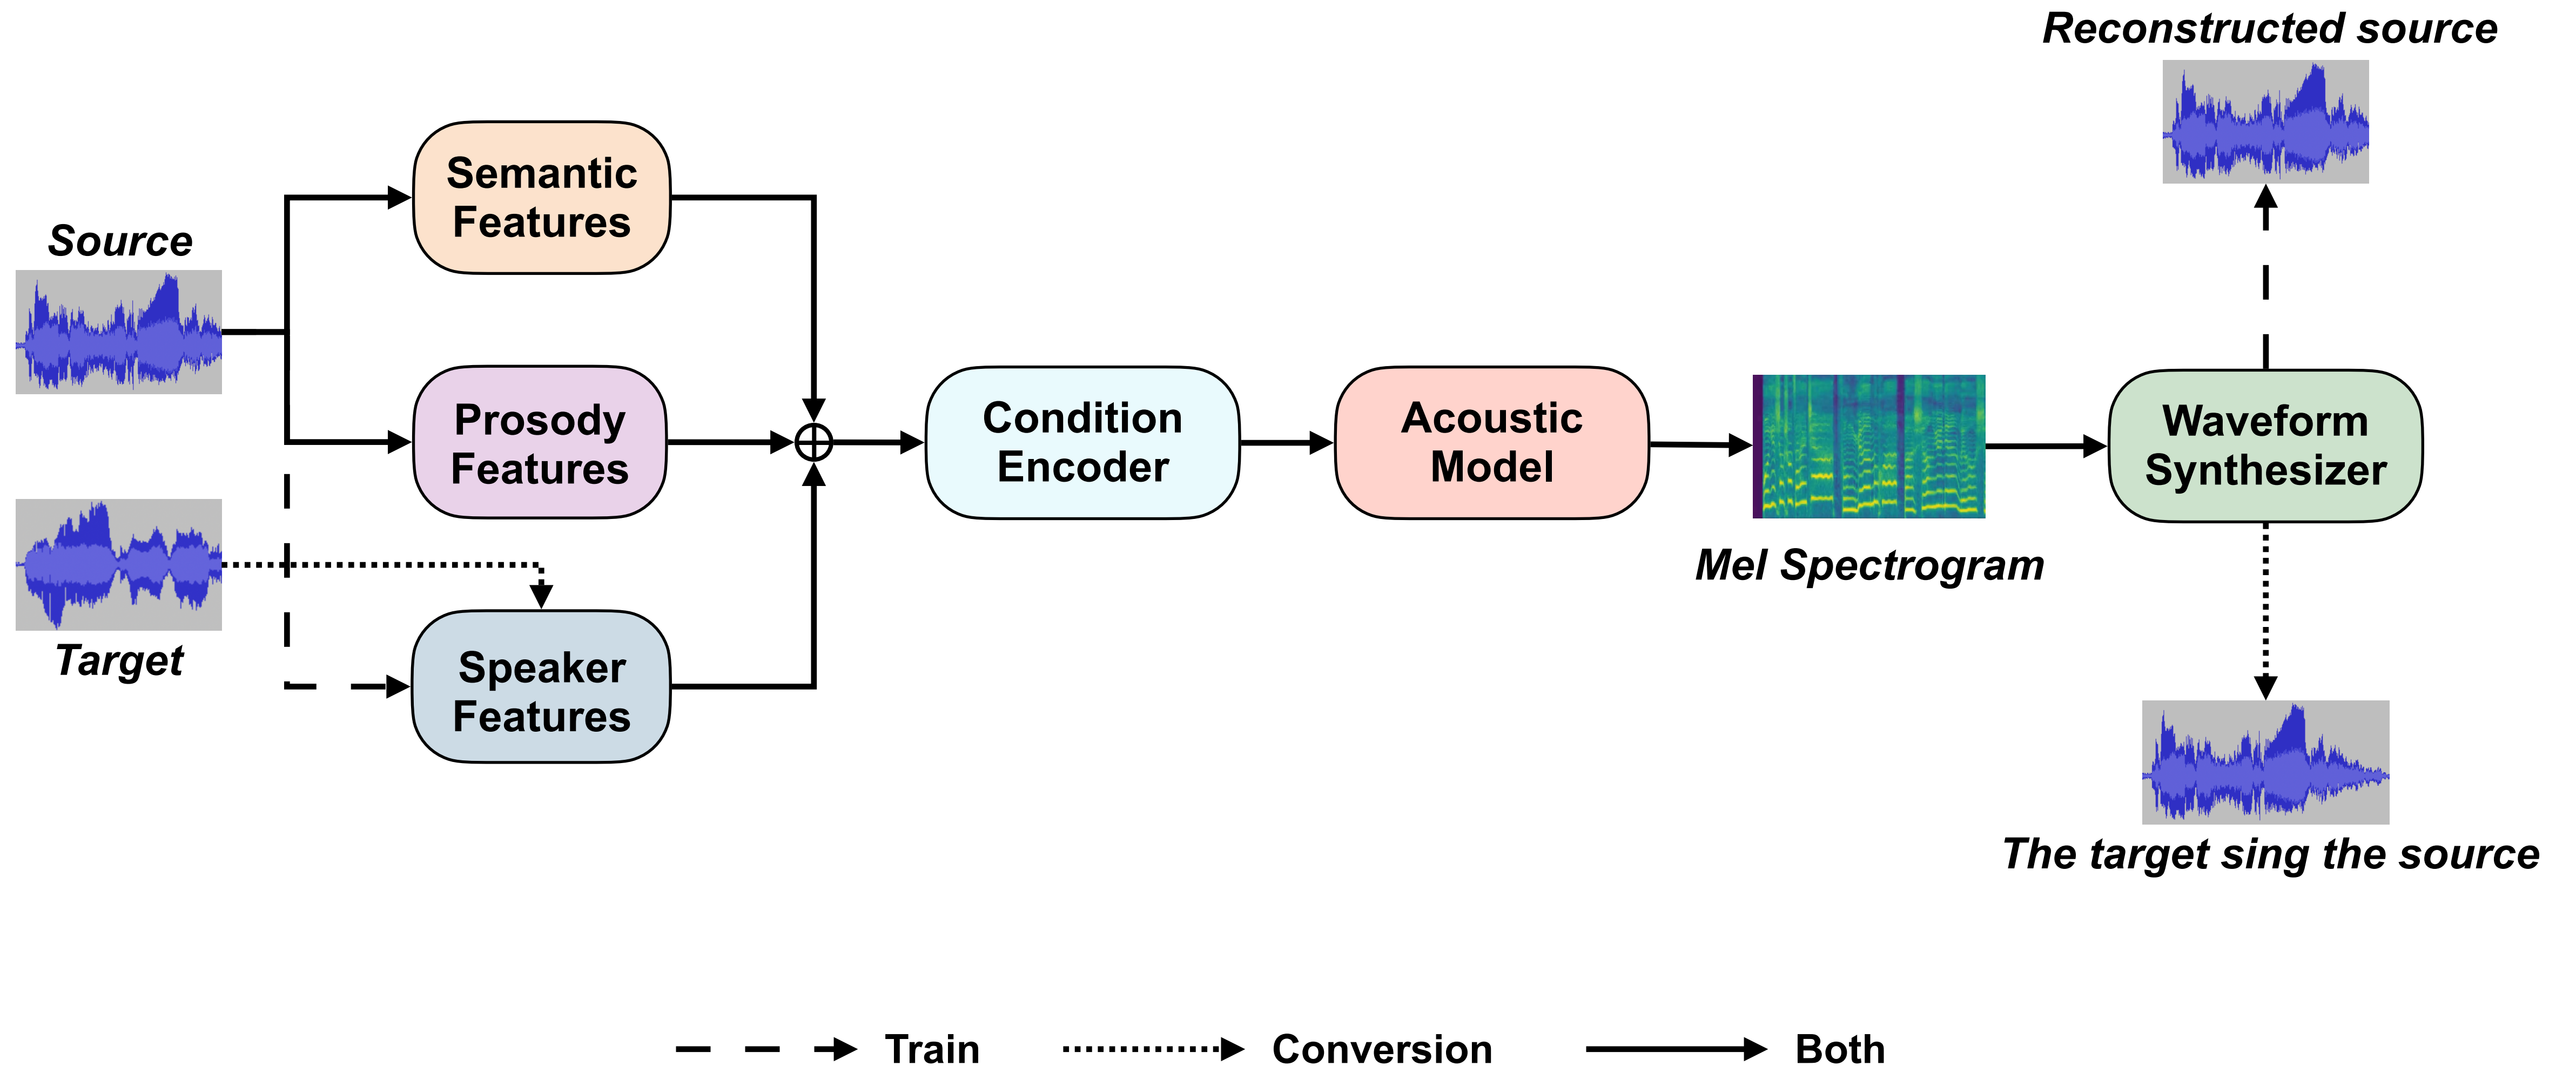 Reconstructed source
Semantic
Features
Source
Prosody
Features
Condition
Encoder
Acoustic
Model
Waveform
Synthesizer
Mel Spectrogram
Target
Speaker
Features
The target sing the source
Train
Conversion
Both